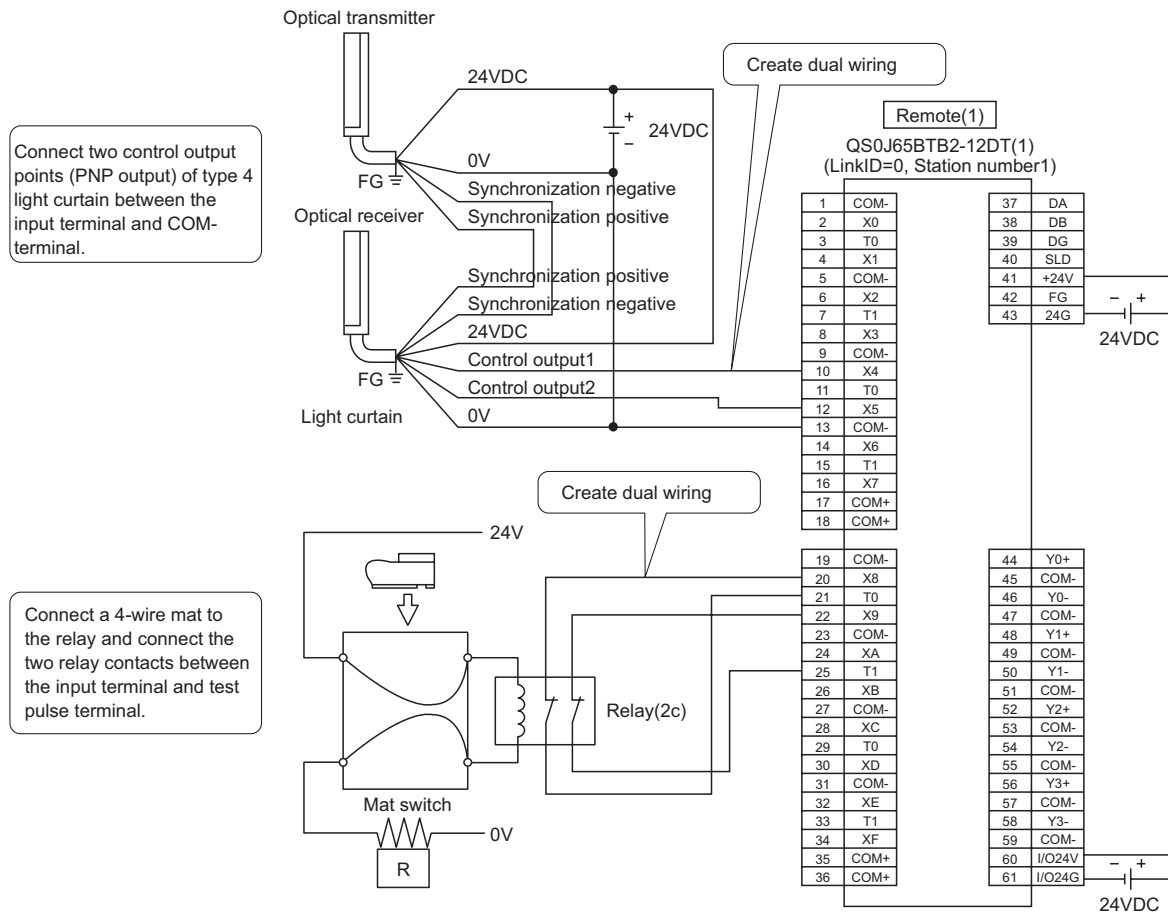 Optical transmitter
24VDC
Create dual wiring
+
24VDC
−
Remote(1)
QS0J65BTB2-12DT(1)
(LinkID=0, Station number1)
Connect two control output
points (PNP output) of type 4
light curtain between the
input terminal and COM-
terminal.
0V
FG
Synchronization negative
Synchronization positive
Optical receiver
Synchronization positive
Synchronization negative
24VDC
Control output1
FG
Control output2
0V
Light curtain
1 COM-
2 X0
3 T0
4 X1
5 COM-
6 X2
7 T1
8 X3
9 COM-
10 X4
11 T0
12 X5
13 COM-
14 X6
15 T1
16 X7
17 COM+
18 COM+
37 DA
38 DB
39 DG
40 SLD
41 +24V
42 FG
43 24G
− +
24VDC
Create dual wiring
24V
Connect a 4-wire mat to
the relay and connect the
two relay contacts between
the input terminal and test
pulse terminal.
Relay(2c)
Mat switch
0V
R
19 COM-
20 X8
21 T0
22 X9
23 COM-
24 XA
25 T1
26 XB
27 COM-
28 XC
29 T0
30 XD
31 COM-
32 XE
33 T1
34 XF
35 COM+
36 COM+
44 Y0+
45 COM-
46 Y0-
47 COM-
48 Y1+
49 COM-
50 Y1-
51 COM-
52 Y2+
53 COM-
54 Y2-
55 COM-
56 Y3+
57 COM-
58 Y3-
59 COM-
60 I/O24V
61 I/O24G
− +
24VDC